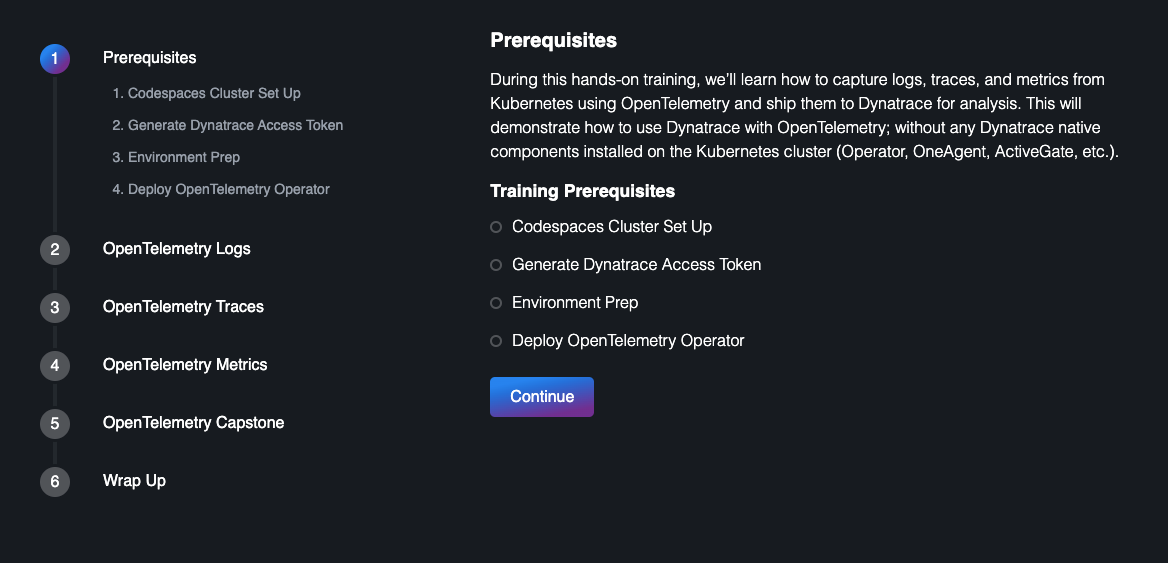 1
Prerequisites
1. Codespaces Cluster Set Up
2. Generate Dynatrace Access Token
3. Environment Prep
4. Deploy OpenTelemetry Operator
2
OpenTelemetry Logs
3
OpenTelemetry Traces
4
OpenTelemetry Metrics
5
OpenTelemetry Capstone
6
Wrap Up
Prerequisites
During this hands-on training, we’ll learn how to capture logs, traces, and metrics from
Kubernetes using OpenTelemetry and ship them to Dynatrace for analysis. This will
demonstrate how to use Dynatrace with OpenTelemetry; without any Dynatrace native
components installed on the Kubernetes cluster (Operator, OneAgent, ActiveGate, etc.).
Training Prerequisites
Codespaces Cluster Set Up
Generate Dynatrace Access Token
Environment Prep
Deploy OpenTelemetry Operator
Continue